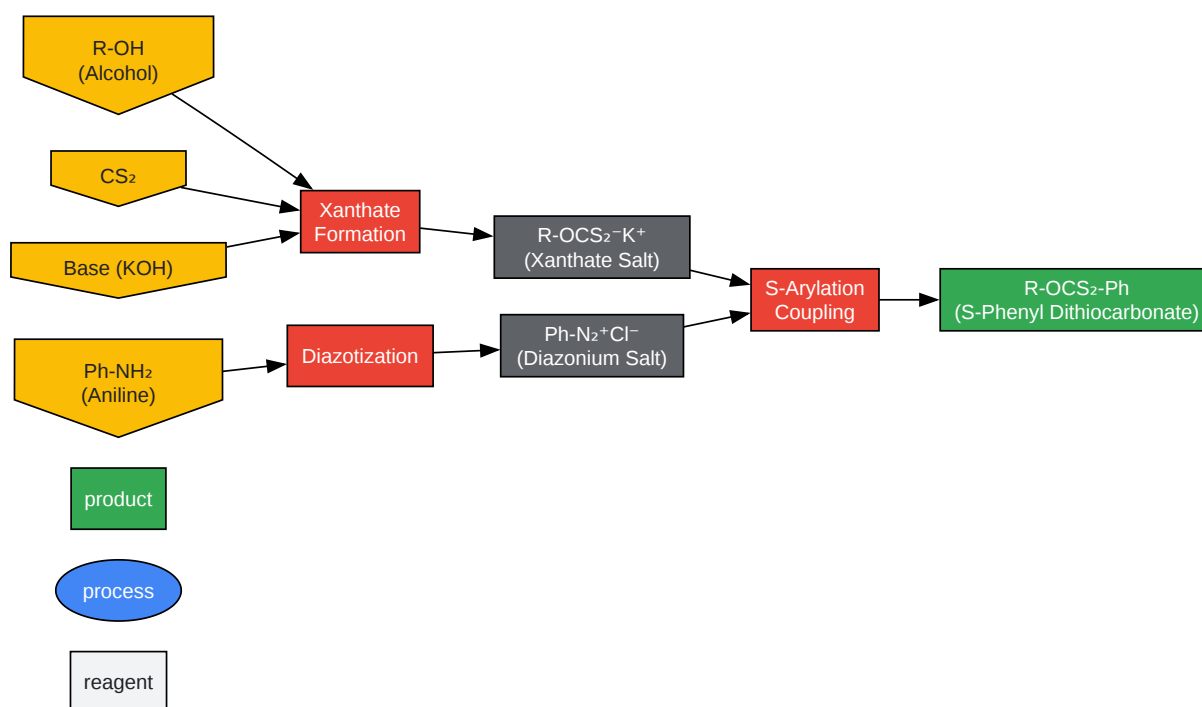 R-OH
(Alcohol)
CS₂
Base (KOH)
Ph-NH₂
(Aniline)
Xanthate
Formation
Diazotization
R-OCS₂⁻K⁺
(Xanthate Salt)
Ph-N₂⁺Cl⁻
(Diazonium Salt)
S-Arylation
Coupling
R-OCS₂-Ph
(S-Phenyl Dithiocarbonate)
product
process
reagent